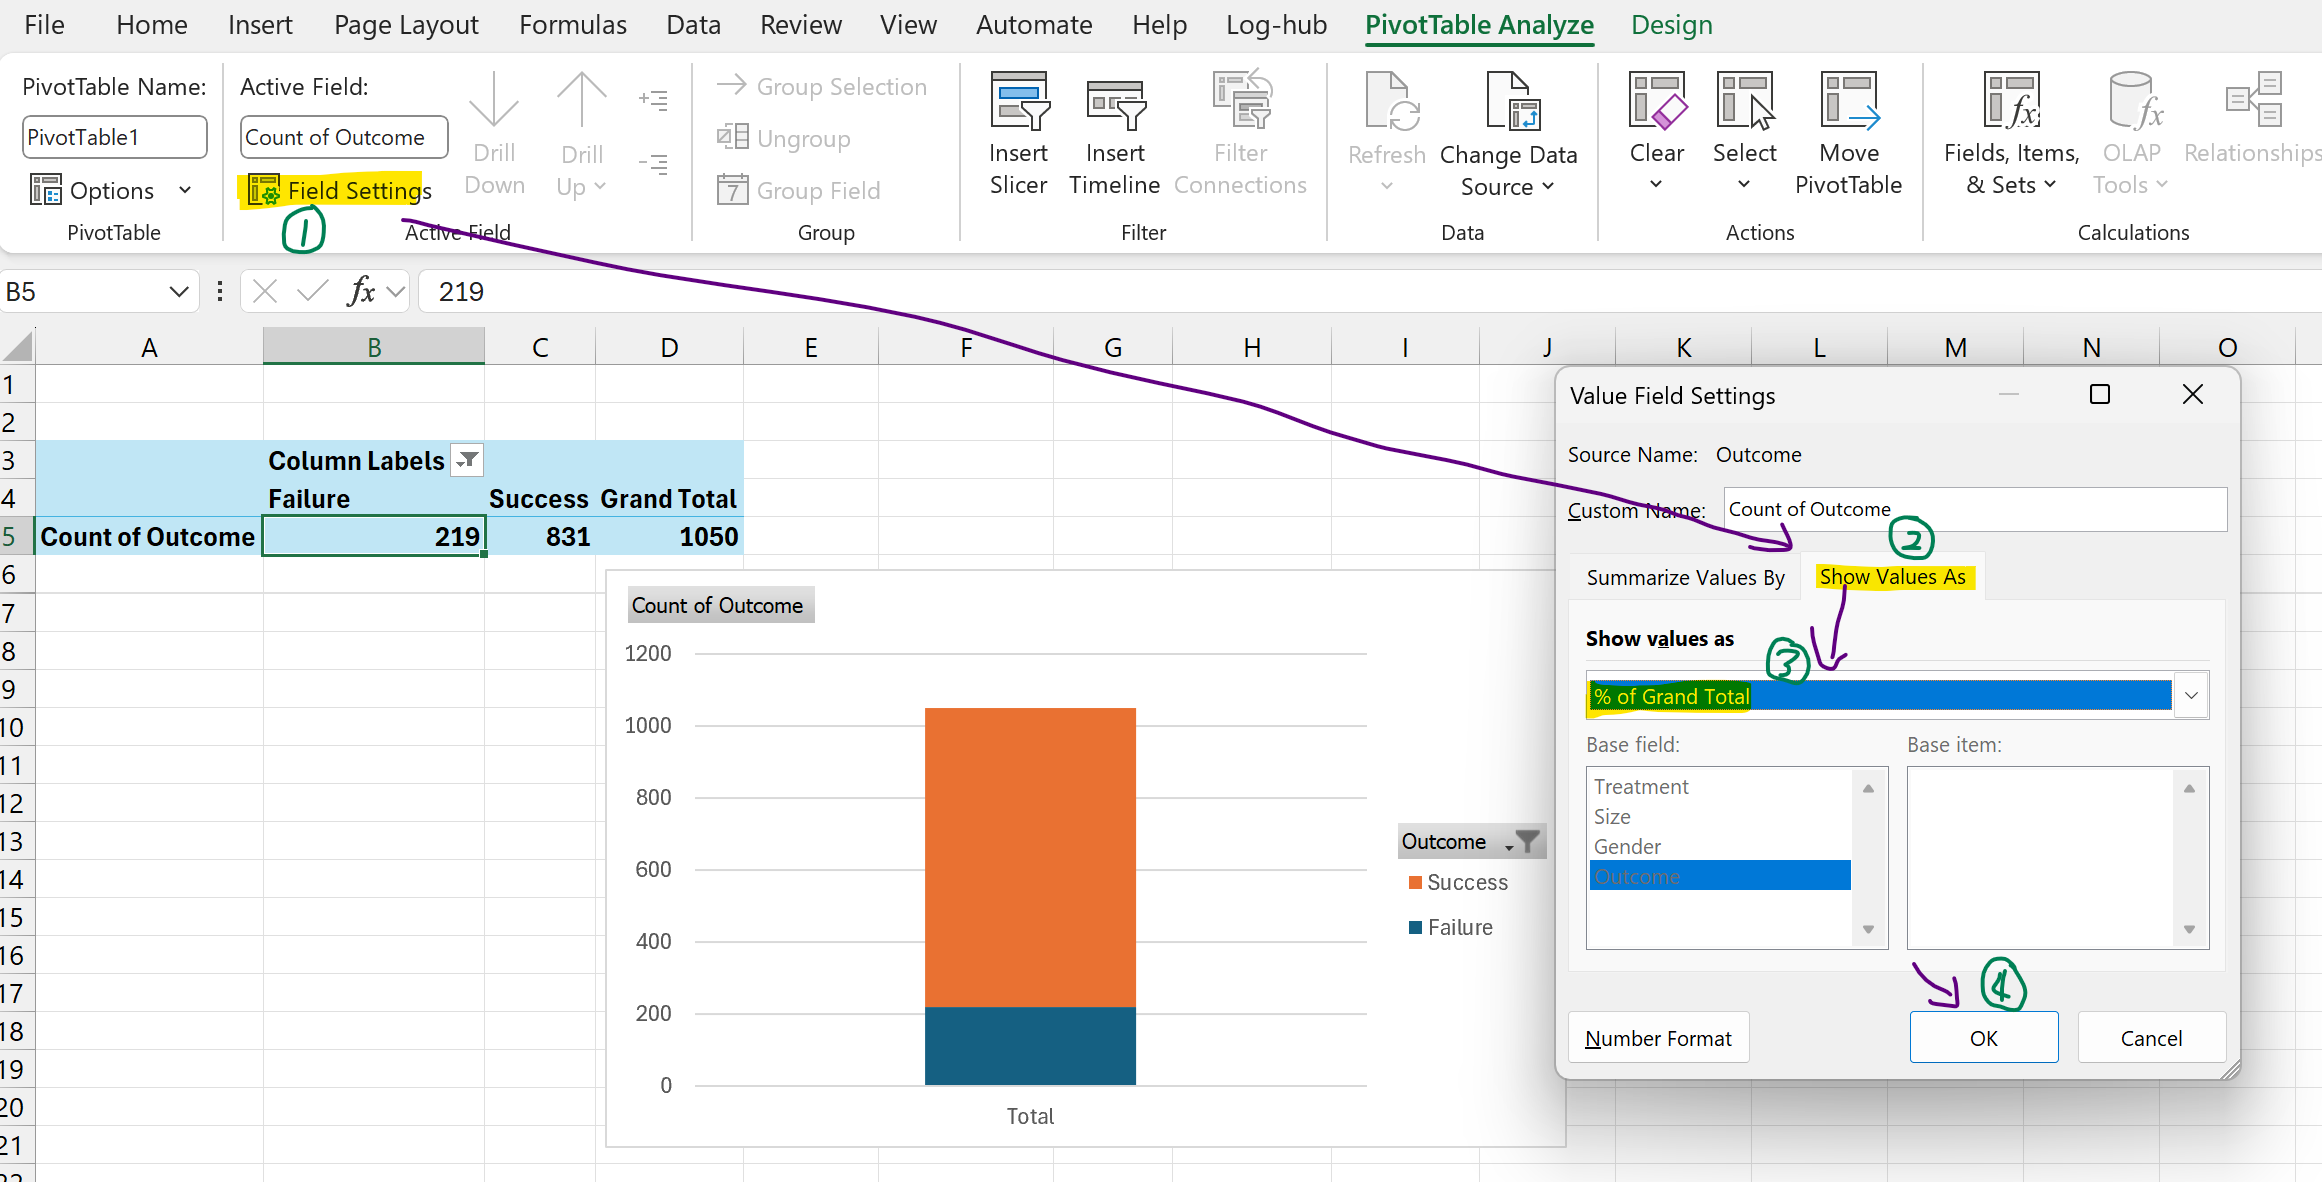 File Home Insert Page Layout Formulas Data Review View Automate Help Log-hub PivotTable Analyze Design
PivotTable Name:
PivotTable1
Options
PivotTable
Active Field:
Count of Outcome
Field Settings
Drill
Down
Drill
Up
Active Field
Group Selection
Ungroup
7 Group Field
Group
Insert
Slicer
Insert
Timeline
Filter
Connections
Filter
Refresh
Change Data
Source
Data
Clear
Select
Move
PivotTable
Actions
Fields, Items,
& Sets
OLAP
Tools
Relationships
Calculations
1
B5 fx 219
A B C D E F G H I J K L M N O
1
2
3 Column Labels
4 Failure Success Grand Total
5 Count of Outcome 219 831 1050
6
7
8
9
10
11
12
13
14
15
16
17
18
19
20
21
Count of Outcome
1200
1000
800
600
400
200
0
Total
Outcome
Success
Failure
Value Field Settings
Source Name: Outcome
Custom Name: Count of Outcome
2
Summarize Values By Show Values As
Show values as
3
% of Grand Total
Base field: Base item:
Treatment
Size
Gender
Outcome
4
Number Format OK Cancel